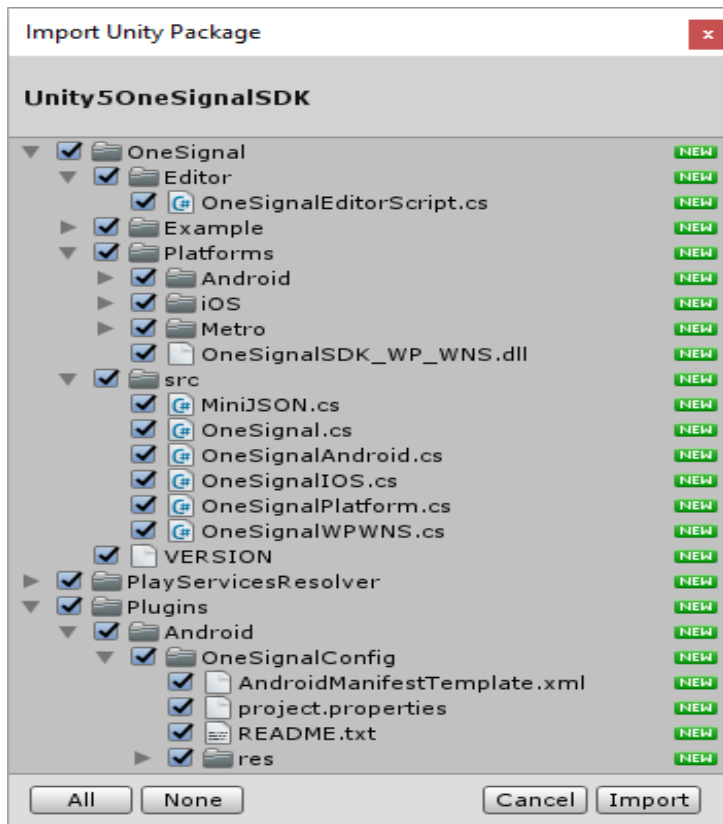 Import Unity Package
x
Unity5OneSignalSDK
OneSignal NEW
Editor NEW
OneSignalEditorScript.cs NEW
Example NEW
Platforms NEW
Android NEW
iOS NEW
Metro NEW
OneSignalSDK_WP_WNS.dll NEW
src NEW
C# MiniJSON.cs NEW
C# OneSignal.cs NEW
C# OneSignalAndroid.cs NEW
C# OneSignalIOS.cs NEW
C# OneSignalPlatform.cs NEW
C# OneSignalWPWNS.cs NEW
VERSION NEW
PlayServicesResolver NEW
Plugins NEW
Android NEW
OneSignalConfig NEW
AndroidManifestTemplate.xml NEW
project.properties NEW
README.txt NEW
res NEW
All None Cancel Import